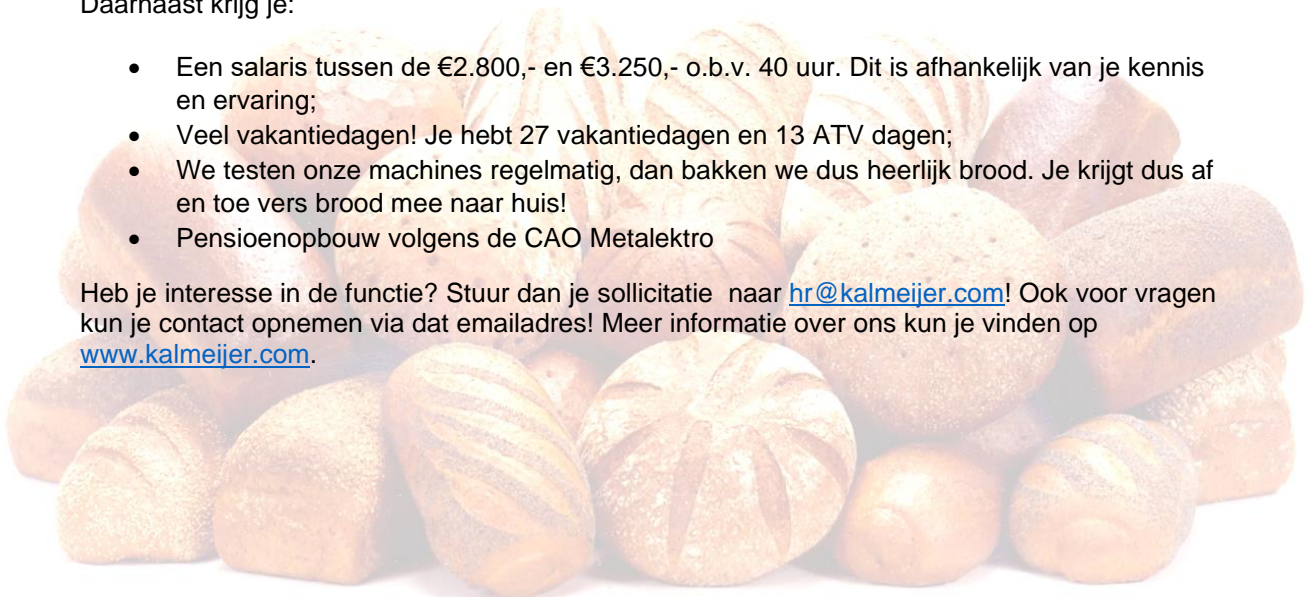 Daarnaast krijg je:
• Een salaris tussen de €2.800,- en €3.250,- o.b.v. 40 uur. Dit is afhankelijk van je kennis
en ervaring;
• Veel vakantiedagen! Je hebt 27 vakantiedagen en 13 ATV dagen;
• We testen onze machines regelmatig, dan bakken we dus heerlijk brood. Je krijgt dus af
en toe vers brood mee naar huis!
• Pensioenopbouw volgens de CAO Metalektro
Heb je interesse in de functie? Stuur dan je sollicitatie  naar hr@kalmeijer.com! Ook voor vragen
kun je contact opnemen via dat emailadres! Meer informatie over ons kun je vinden op
www.kalmeijer.com.